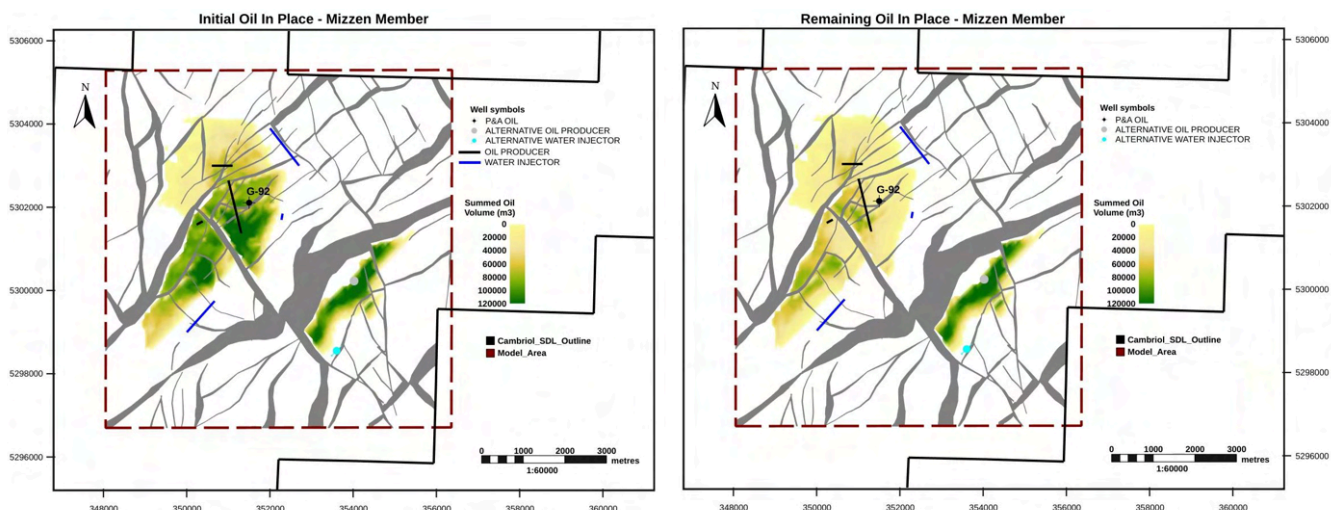 Initial Oil In Place - Mizzen Member
5306000
5304000
5302000
5300000
5298000
5296000
348000
350000
352000
354000
356000
358000
360000
N
G-92
Well symbols
P&A OIL
ALTERNATIVE OIL PRODUCER
ALTERNATIVE WATER INJECTOR
OIL PRODUCER
WATER INJECTOR
Summed Oil
Volume (m3)
0
20000
40000
60000
80000
100000
120000
Cambriol_SDL_Outline
Model_Area
0 1000 2000 3000
metres
1:60000
Remaining Oil In Place - Mizzen Member
N
G-92
Well symbols
P&A OIL
ALTERNATIVE OIL PRODUCER
ALTERNATIVE WATER INJECTOR
Summed Oil
Volume (m3)
0
20000
40000
60000
80000
100000
120000
Cambriol_SDL_Outline
Model_Area
0 1000 2000 3000
metres
1:60000
5306000
5304000
5302000
5300000
5298000
5296000
348000
350000
352000
354000
356000
358000
360000